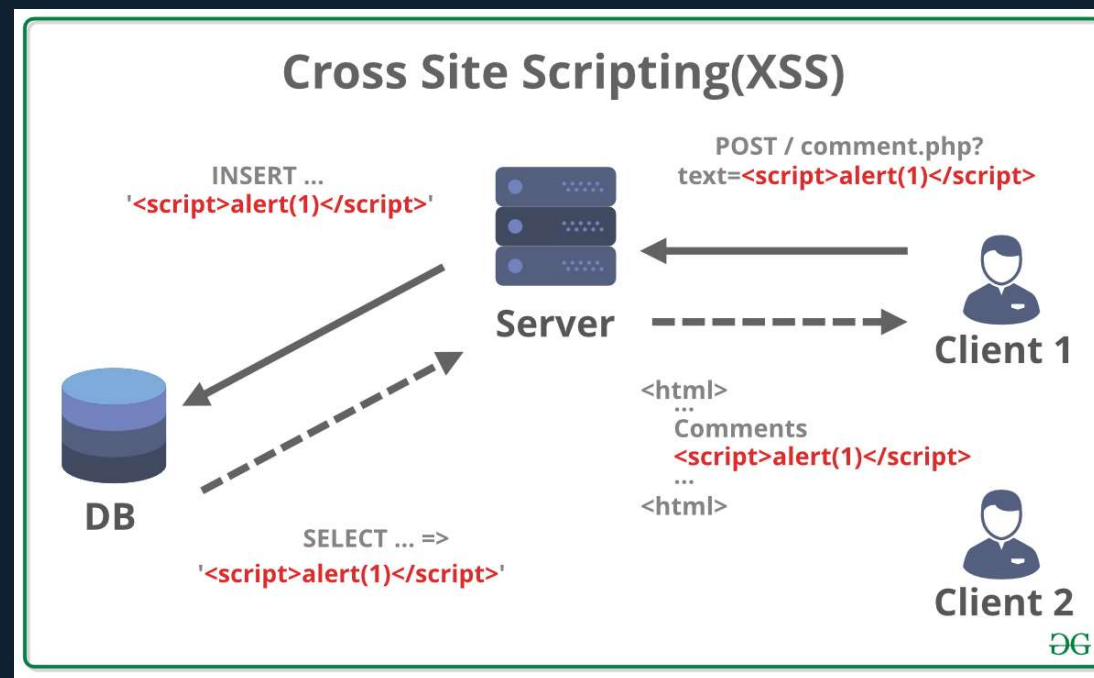 Cross Site Scripting(XSS)
POST / comment.php?
text=<script>alert(1)</script>
INSERT ...
'<script>alert(1)</script>'
Server
Client 1
<html>
...
Comments
<script>alert(1)</script>
...
<html>
DB
SELECT ... =>
'<script>alert(1)</script>'
Client 2